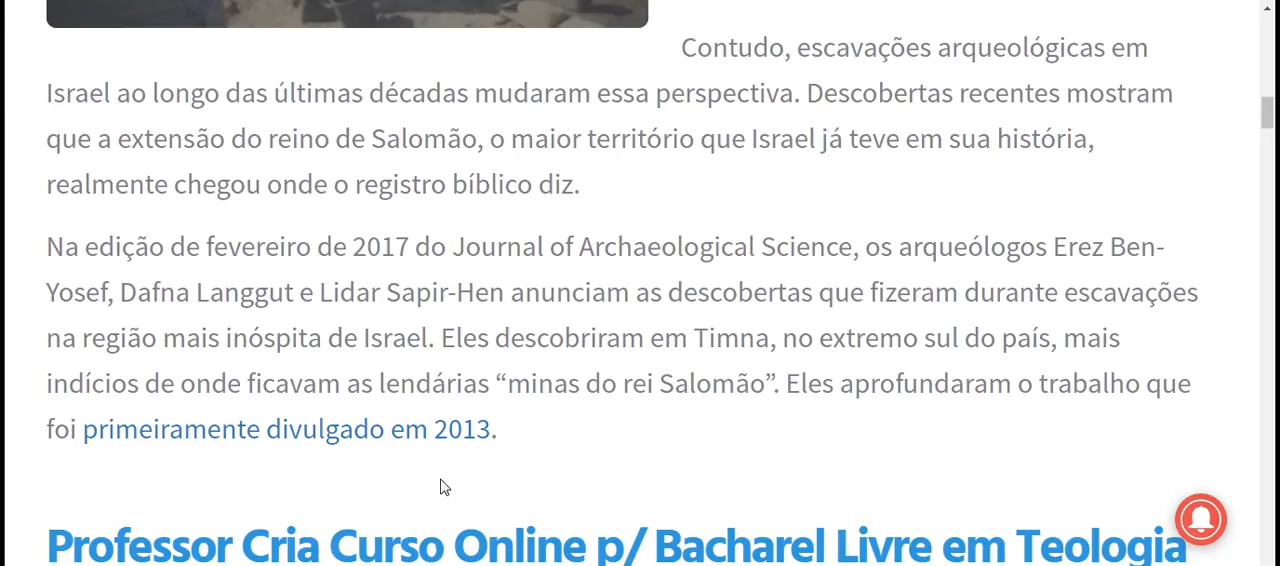 Contudo, escavações arqueológicas em
Israel ao longo das últimas décadas mudaram essa perspectiva. Descobertas recentes mostram
que a extensão do reino de Salomão, o maior território que Israel já teve em sua história,
realmente chegou onde o registro bíblico diz.
Na edição de fevereiro de 2017 do Journal of Archaeological Science, os arqueólogos Erez Ben-
Yosef, Dafna Langgut e Lidar Sapir-Hen anunciam as descobertas que fizeram durante escavações
na região mais inóspita de Israel. Eles descobriram em Timna, no extremo sul do país, mais
indícios de onde ficavam as lendárias “minas do rei Salomão”. Eles aprofundaram o trabalho que
foi primeiramente divulgado em 2013.
Professor Cria Curso Online p/ Bacharel Livre em Teologia